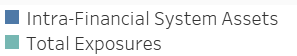 Intra-Financial System Assets
Total Exposures